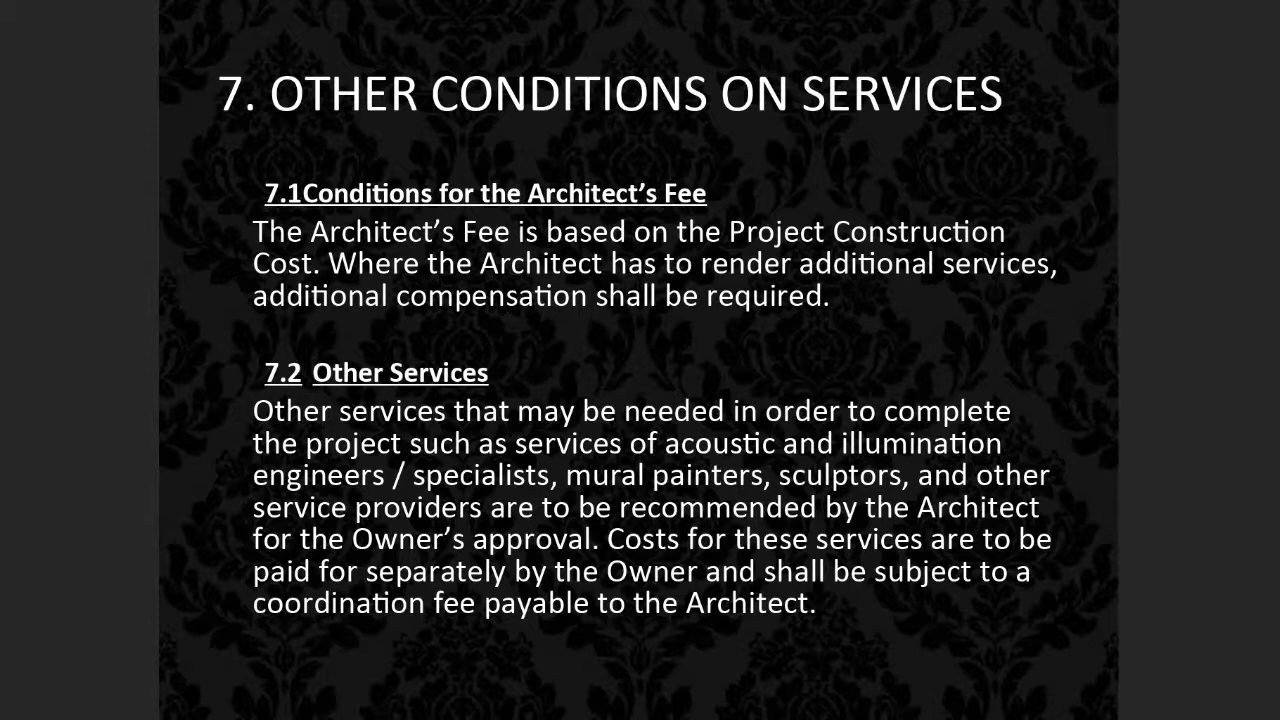 7. OTHER CONDITIONS ON SERVICES
7.1Conditions for the Architect’s Fee
The Architect’s Fee is based on the Project Construction
Cost. Where the Architect has to render additional services,
additional compensation shall be required.
7.2 Other Services
Other services that may be needed in order to complete
the project such as services of acoustic and illumination
engineers / specialists, mural painters, sculptors, and other
service providers are to be recommended by the Architect
for the Owner’s approval. Costs for these services are to be
paid for separately by the Owner and shall be subject to a
coordination fee payable to the Architect.